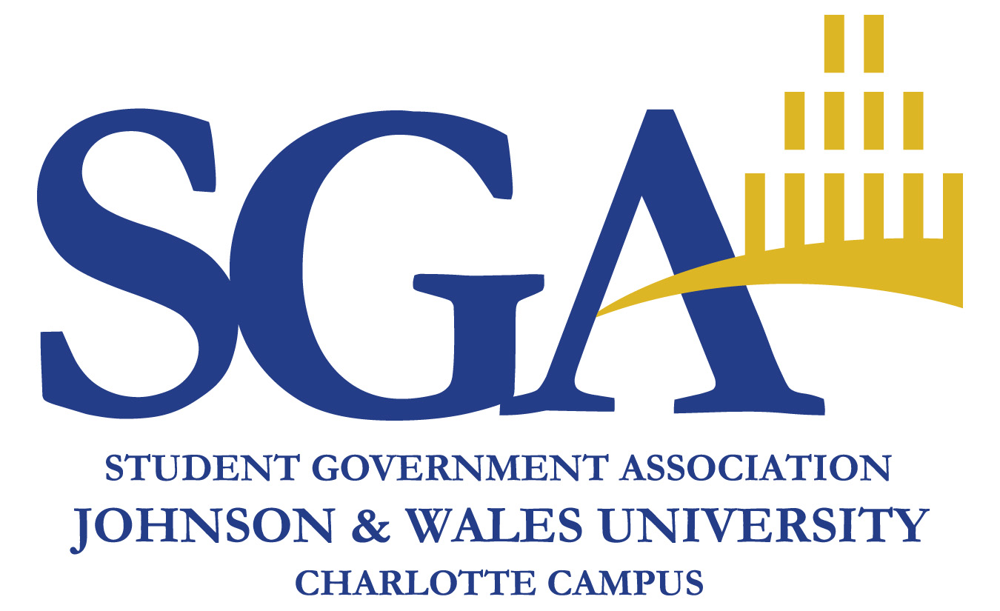 SGA
STUDENT GOVERNMENT ASSOCIATION
JOHNSON & WALES UNIVERSITY
CHARLOTTE CAMPUS